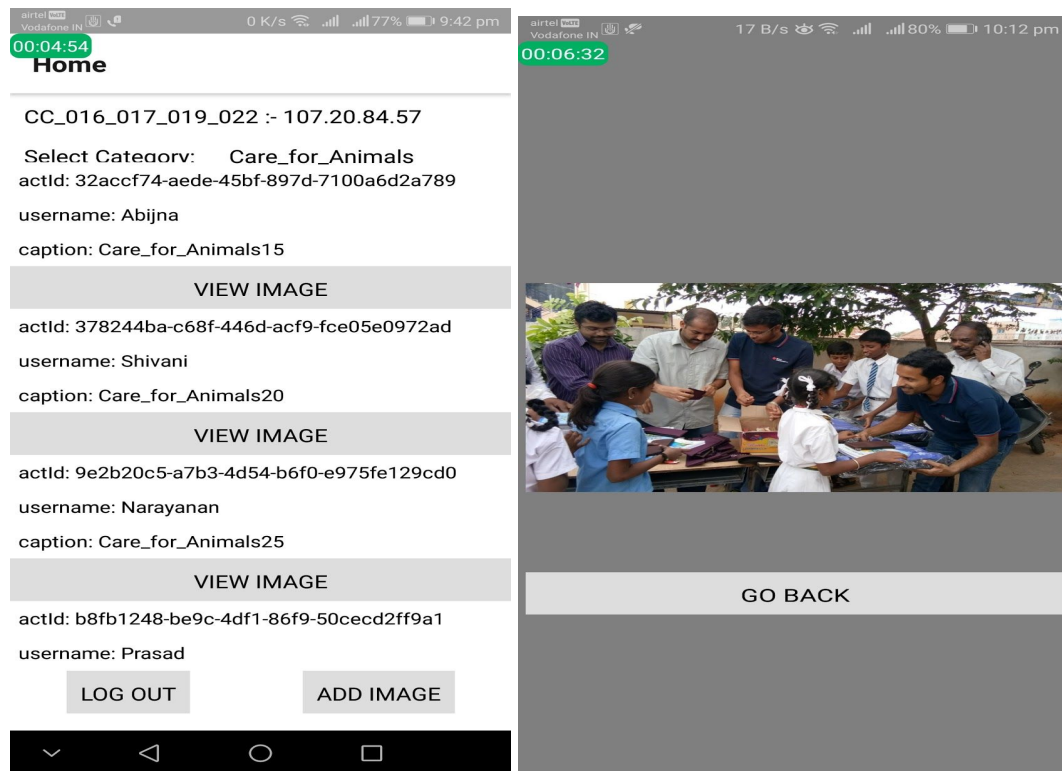 airtel VoLTE
Vodafone IN
0 K/s 77% 9:42 pm
00:04:54
Home
CC_016_017_019_022 :- 107.20.84.57
Select Category: Care_for_Animals
actId: 32accf74-aede-45bf-897d-7100a6d2a789
username: Abijna
caption: Care_for_Animals15
VIEW IMAGE
actId: 378244ba-c68f-446d-acf9-fce05e0972ad
username: Shivani
caption: Care_for_Animals20
VIEW IMAGE
actId: 9e2b20c5-a7b3-4d54-b6f0-e975fe129cd0
username: Narayanan
caption: Care_for_Animals25
VIEW IMAGE
actId: b8fb1248-be9c-4df1-86f9-50cecd2ff9a1
username: Prasad
LOG OUT ADD IMAGE
airtel VoLTE
Vodafone IN
17 B/s 80% 10:12 pm
00:06:32
GO BACK